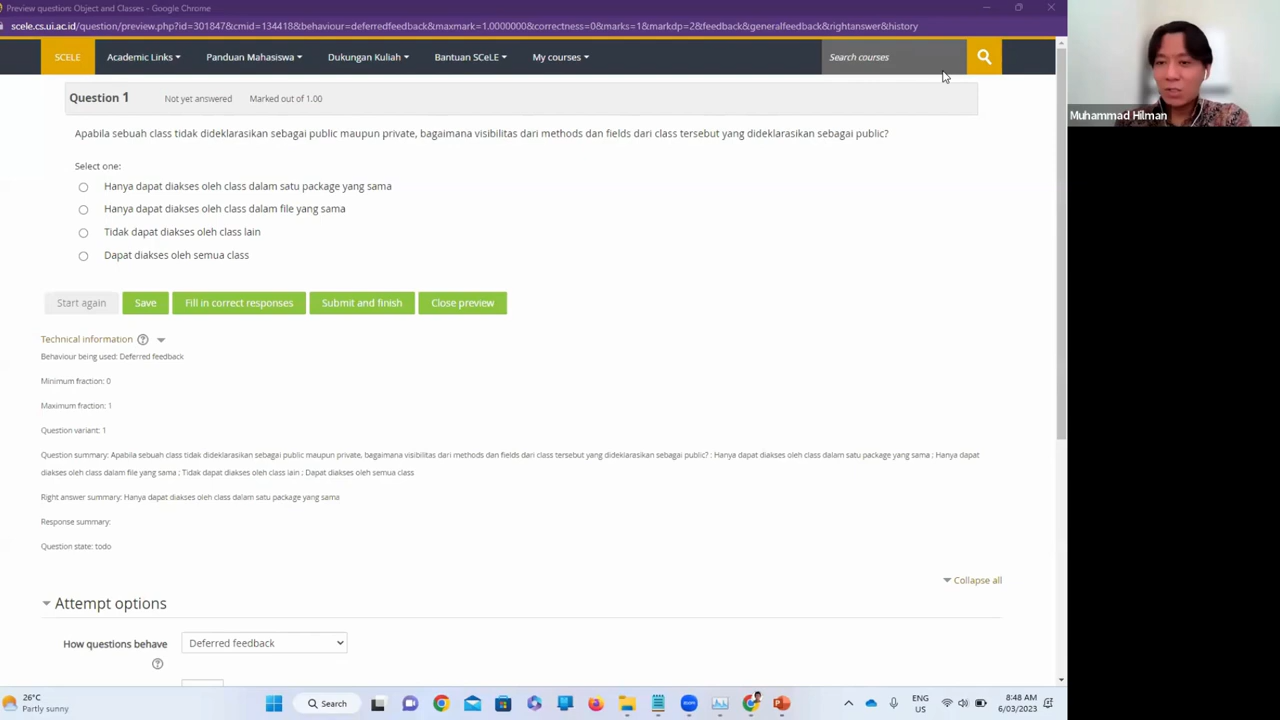 Preview question: Object and Classes - Google Chrome
scele.cs.ui.ac.id/question/preview.php?id=301847&cmid=134418&behaviour=deferredfeedback&maxmark=1.0000000&correctness=0&marks=1&markdp=2&feedback&generalfeedback&rightanswer&history
SCELE Academic Links Panduan Mahasiswa Dukungan Kuliah Bantuan SCeLE My courses Search courses
Muhammad Hilman
Question 1 Not yet answered Marked out of 1.00
Apabila sebuah class tidak dideklarasikan sebagai public maupun private, bagaimana visibilitas dari methods dan fields dari class tersebut yang dideklarasikan sebagai public?
Select one:
Hanya dapat diakses oleh class dalam satu package yang sama
Hanya dapat diakses oleh class dalam file yang sama
Tidak dapat diakses oleh class lain
Dapat diakses oleh semua class
Start again Save Fill in correct responses Submit and finish Close preview
Technical information
Behaviour being used: Deferred feedback
Minimum fraction: 0
Maximum fraction: 1
Question variant: 1
Question summary: Apabila sebuah class tidak dideklarasikan sebagai public maupun private, bagaimana visibilitas dari methods dan fields dari class tersebut yang dideklarasikan sebagai public? : Hanya dapat diakses oleh class dalam satu package yang sama ; Hanya dapat
diakses oleh class dalam file yang sama ; Tidak dapat diakses oleh class lain ; Dapat diakses oleh semua class
Right answer summary: Hanya dapat diakses oleh class dalam satu package yang sama
Response summary:
Question state: todo
Collapse all
Attempt options
How questions behave Deferred feedback
26°C
Partly sunny
Search
ENG
US
8:48 AM
6/03/2023